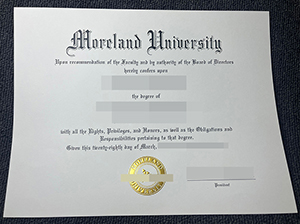 Moreland University
Upon recommendation of the Faculty and by authority of the Board of Directors
hereby confers upon
the degree of
with all the Rights, Privileges, and Honors, as well as the Obligations and
Responsibilities pertaining to that degree.
Given this twenty-eighth day of March,
President